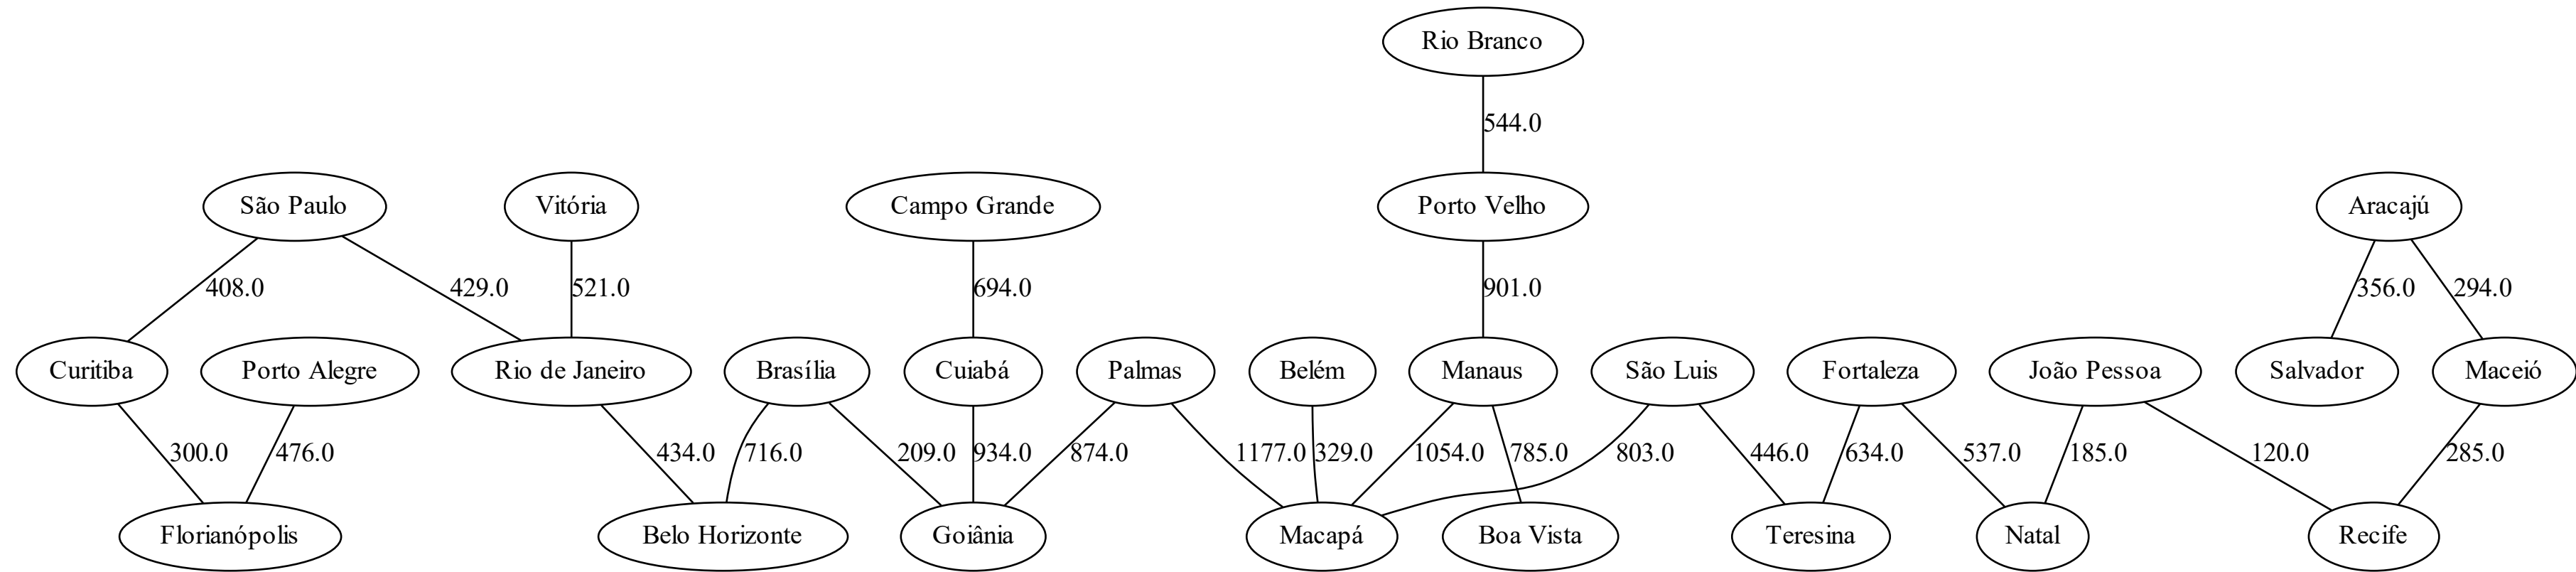 Rio Branco
544.0
São Paulo
Vitória
Campo Grande
Porto Velho
Aracajú
408.0
429.0
521.0
694.0
901.0
356.0
294.0
Curitiba
Porto Alegre
Rio de Janeiro
Brasília
Cuiabá
Palmas
Belém
Manaus
São Luis
Fortaleza
João Pessoa
Salvador
Maceió
300.0
476.0
434.0
716.0
209.0
934.0
874.0
1177.0
329.0
1054.0
785.0
803.0
446.0
634.0
537.0
185.0
120.0
285.0
Florianópolis
Belo Horizonte
Goiânia
Macapá
Boa Vista
Teresina
Natal
Recife